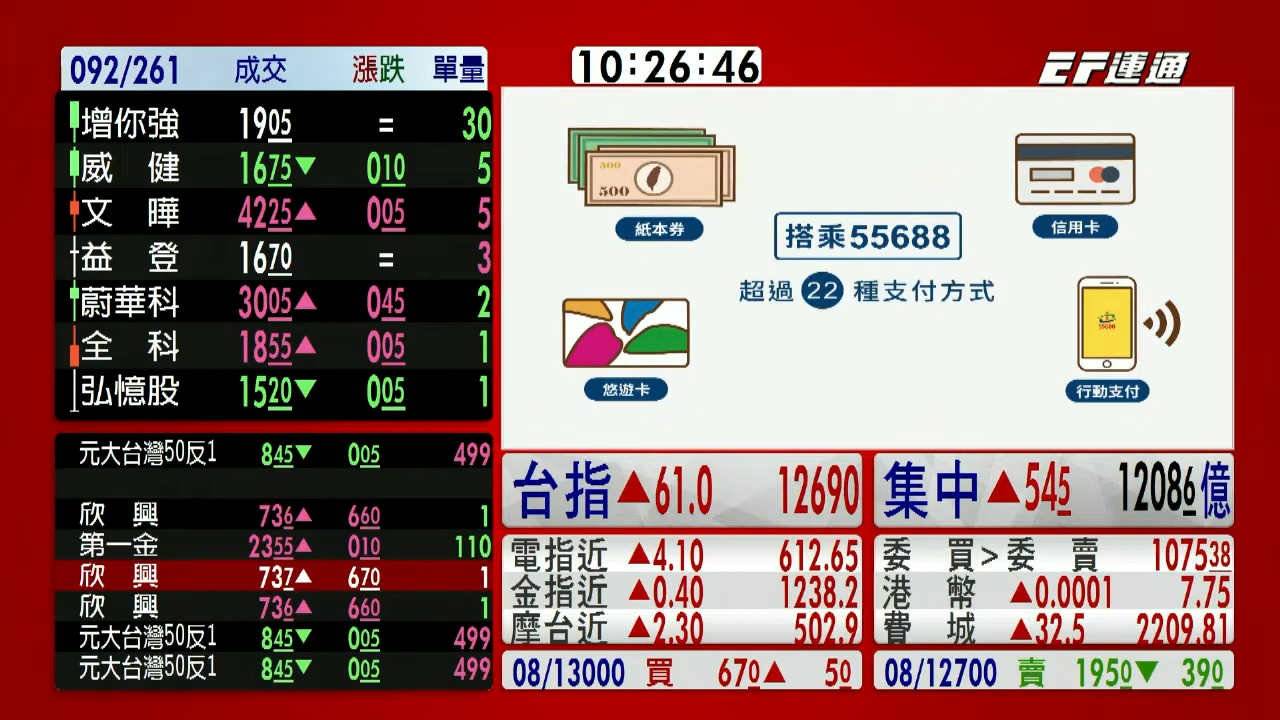 092/261 成交 漲跌 單量
增你強 1905 = 30
威健 1675▼ 010 5
文曄 4225▲ 005 5
益登 1670 = 3
蔚華科 3005▲ 045 2
全科 1855▲ 005 1
弘憶股 1520▼ 005 1
元大台灣50反1 845▼ 005 499
欣興 736▲ 660 1
第一金 2355▲ 010 110
欣興 737▲ 670 1
欣興 736▲ 660 1
元大台灣50反1 845▼ 005 499
元大台灣50反1 845▼ 005 499
10:26:46
EF運通
500
500
紙本券
信用卡
搭乘55688
超過 22 種支付方式
悠遊卡
55688
行動支付
台指▲61.0 12690
電指近 ▲4.10 612.65
金指近 ▲0.40 1238.2
摩台近 ▲2.30 502.9
08/13000 買 670▲ 50
集中▲545 12086億
委買>委賣 107538
港幣 ▲0.0001 7.75
費城 ▲32.5 2209.81
08/12700 賣 1950▼ 390